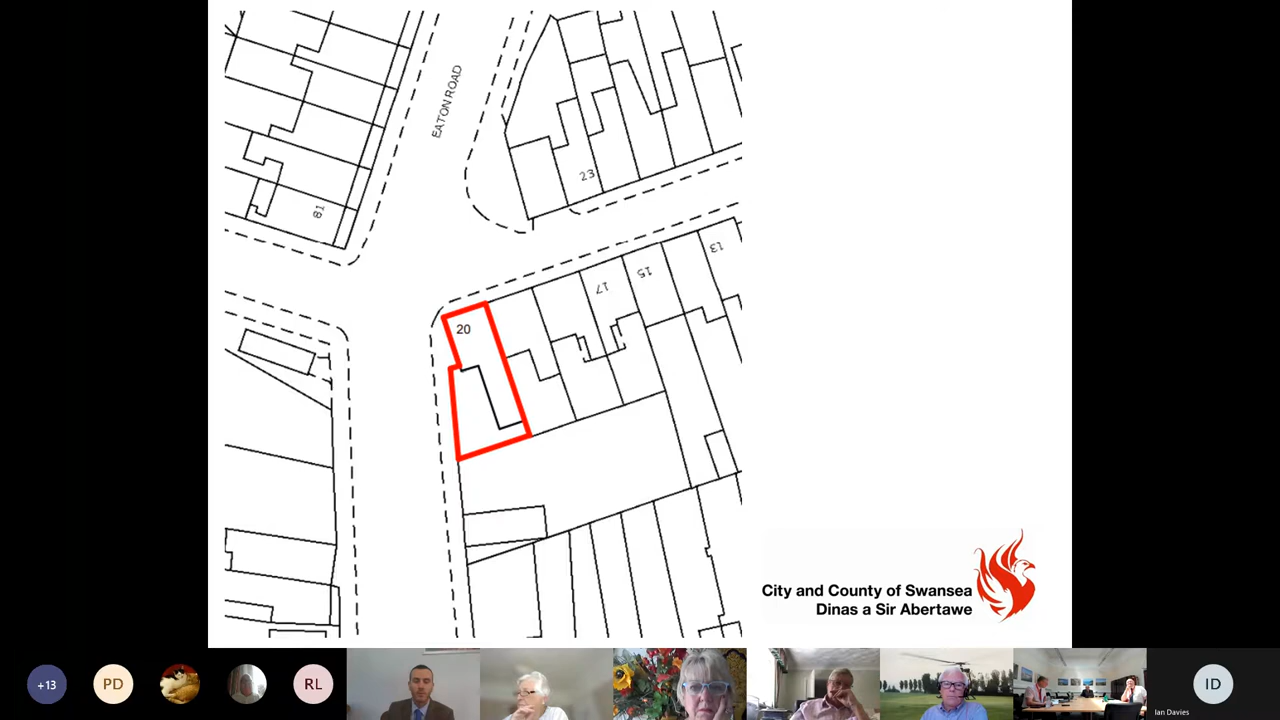 EATON ROAD
23
81
13
15
17
20
City and County of Swansea
Dinas a Sir Abertawe
+13
PD
RL
ID
Ian Davies